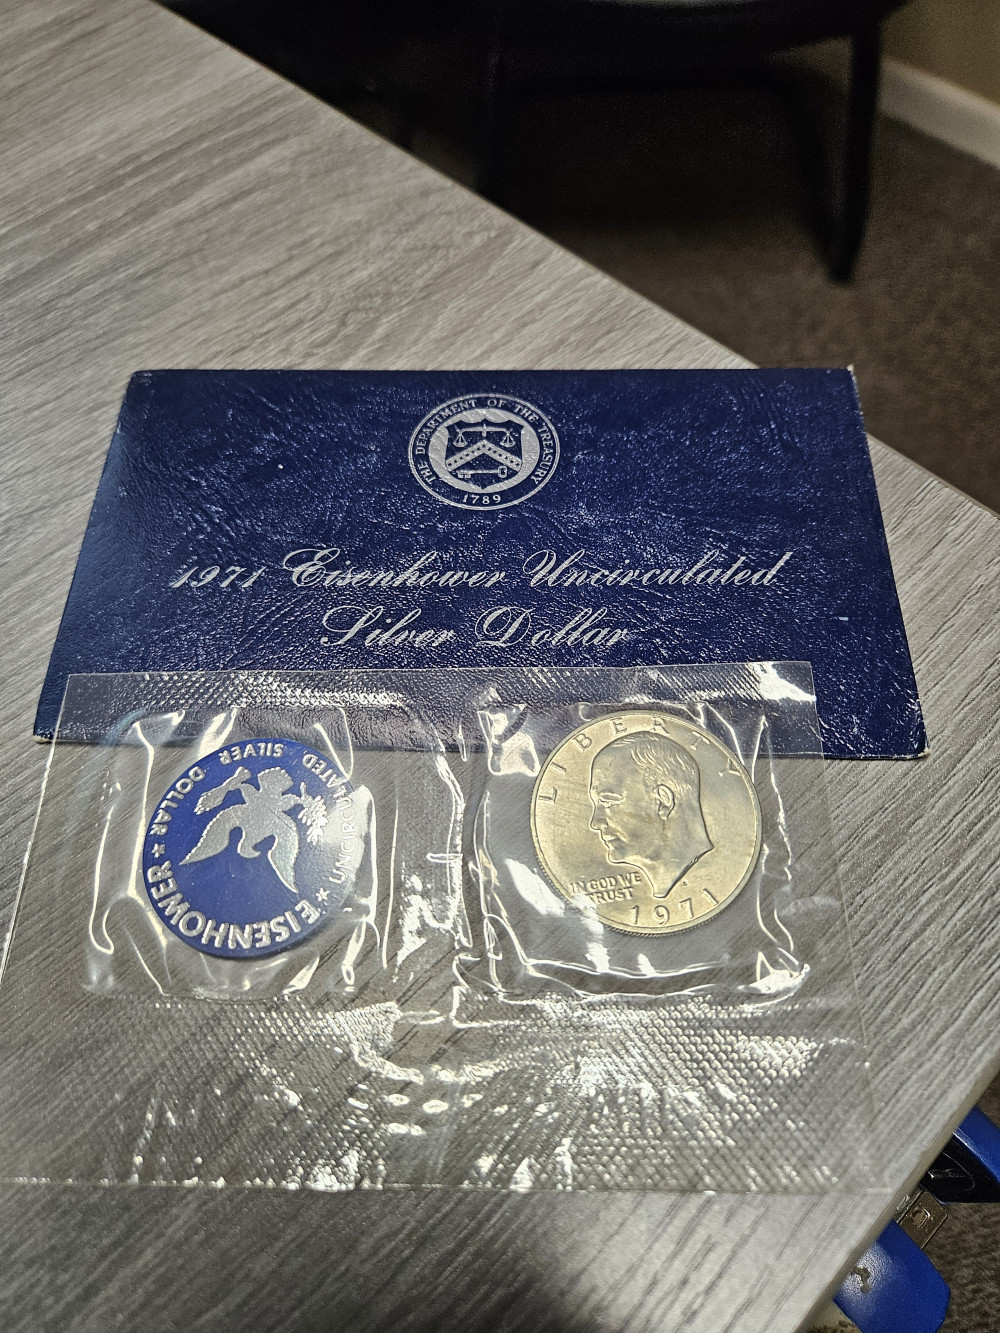 THE DEPARTMENT OF THE TREASURY
1789
1971 Eisenhower Uncirculated
Silver Dollar
EISENHOWER ★ UNCIRCULATED SILVER DOLLAR ★
LIBERTY
IN GOD WE
TRUST
1971